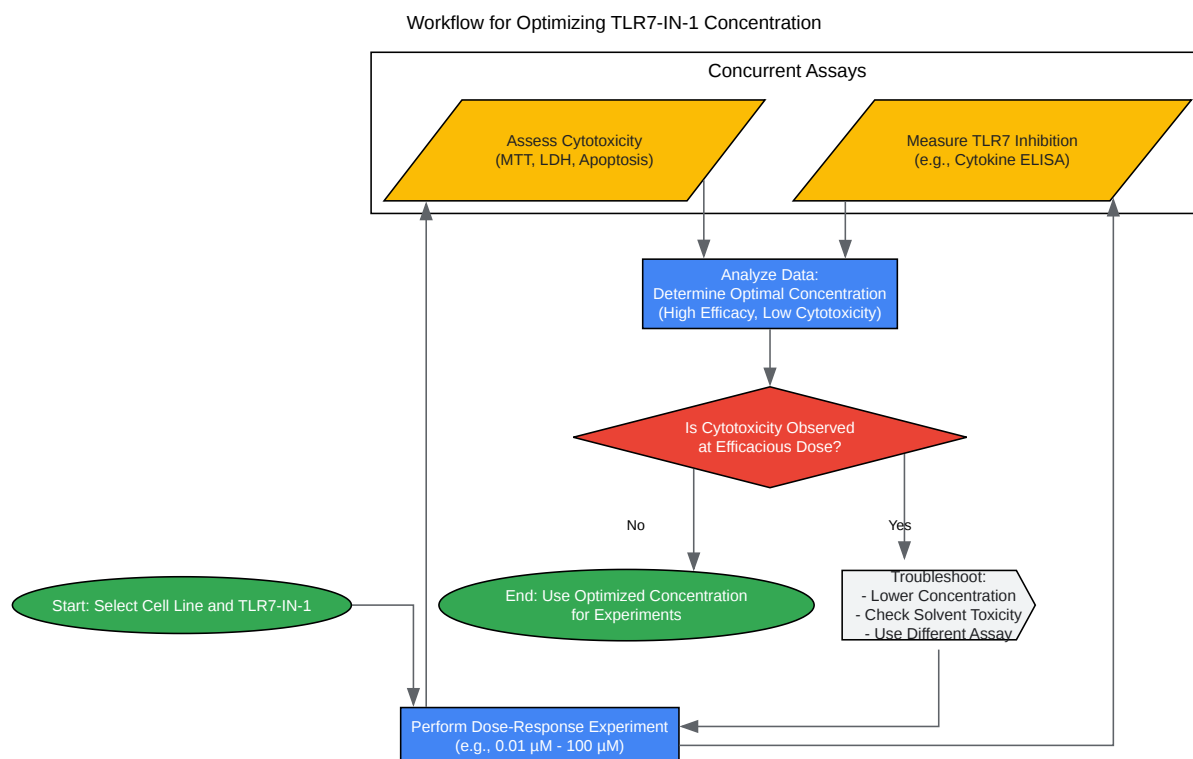 Workflow for Optimizing TLR7-IN-1 Concentration
Concurrent Assays
Assess Cytotoxicity
(MTT, LDH, Apoptosis)
Measure TLR7 Inhibition
(e.g., Cytokine ELISA)
Analyze Data:
Determine Optimal Concentration
(High Efficacy, Low Cytotoxicity)
Is Cytotoxicity Observed
at Efficacious Dose?
No
Yes
Start: Select Cell Line and TLR7-IN-1
End: Use Optimized Concentration
for Experiments
Troubleshoot:
- Lower Concentration
- Check Solvent Toxicity
- Use Different Assay
Perform Dose-Response Experiment
(e.g., 0.01 µM - 100 µM)